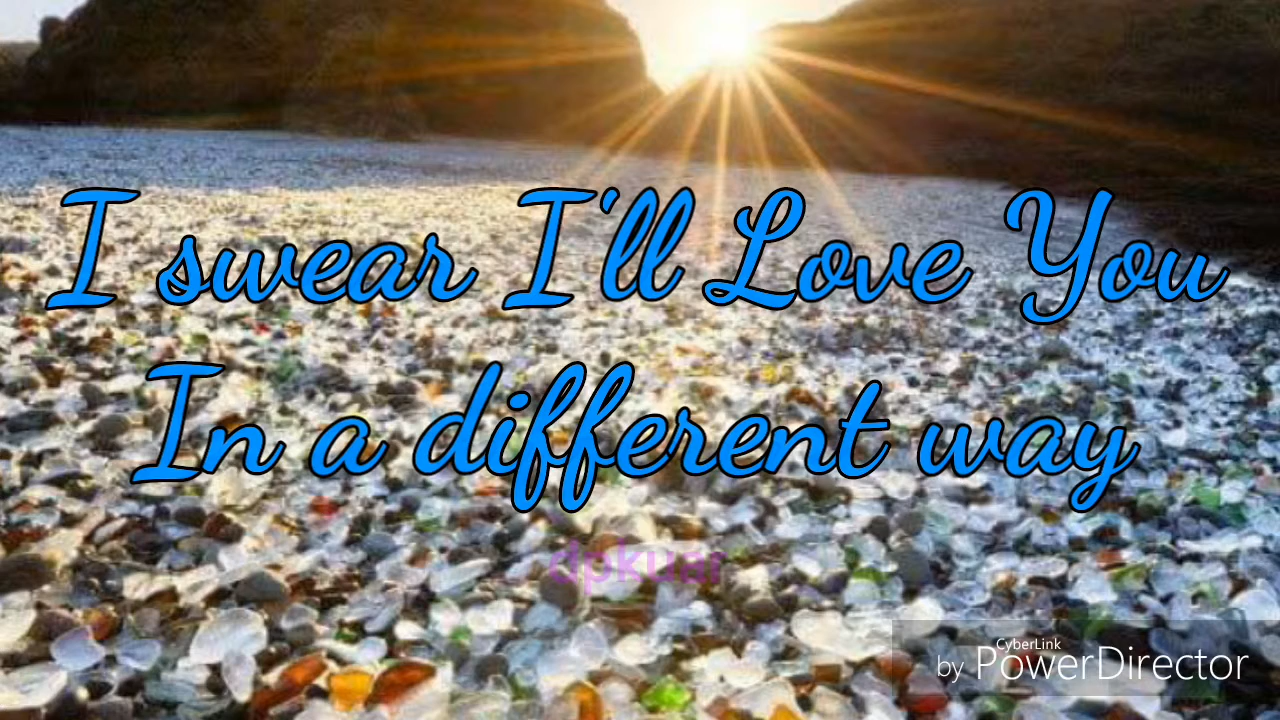 I swear I'll Love You
In a different way
dpkuar
CyberLink
by PowerDirector